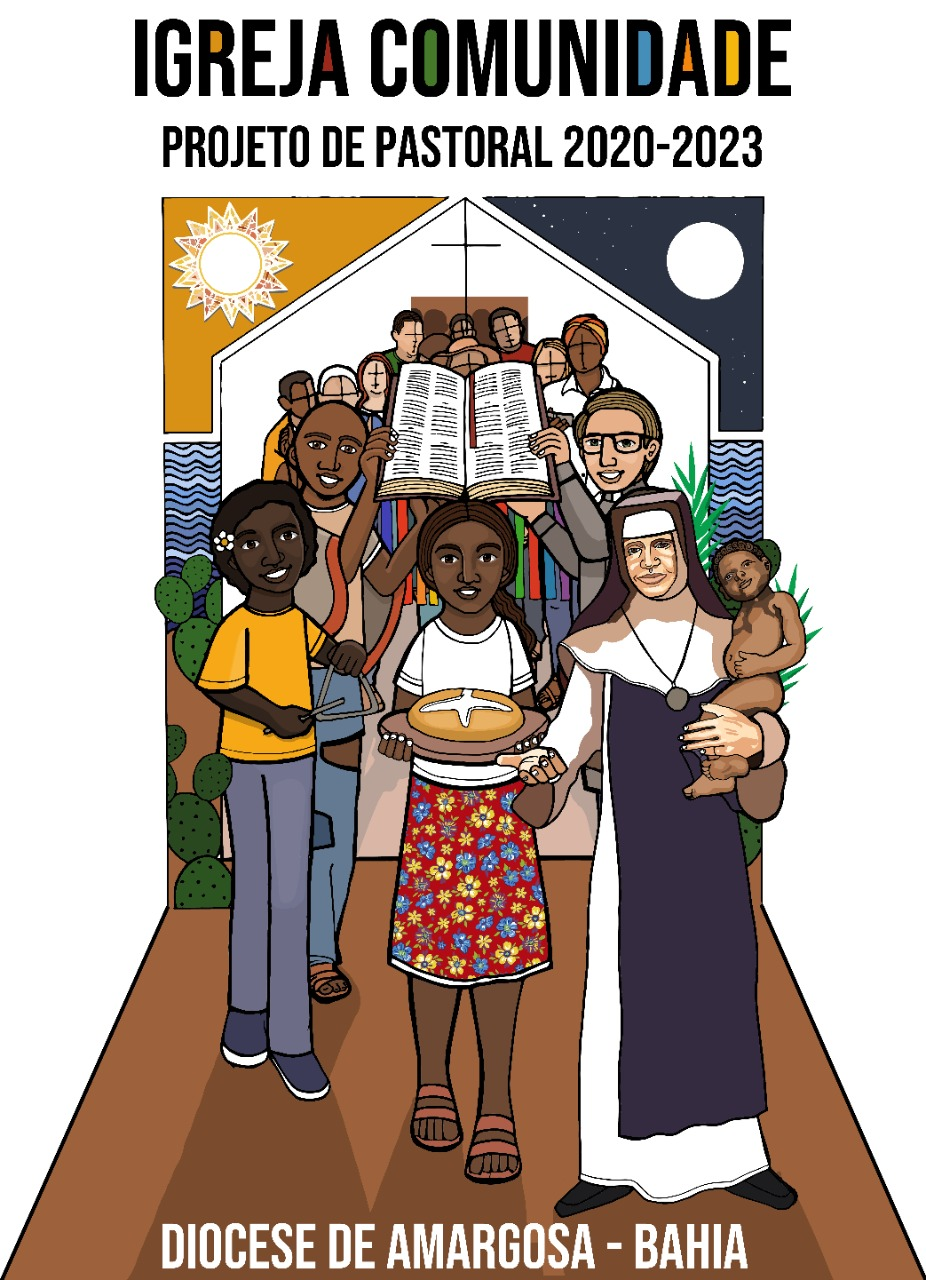 IGREJA COMUNIDADE
PROJETO DE PASTORAL 2020-2023
DIOCESE DE AMARGOSA - BAHIA